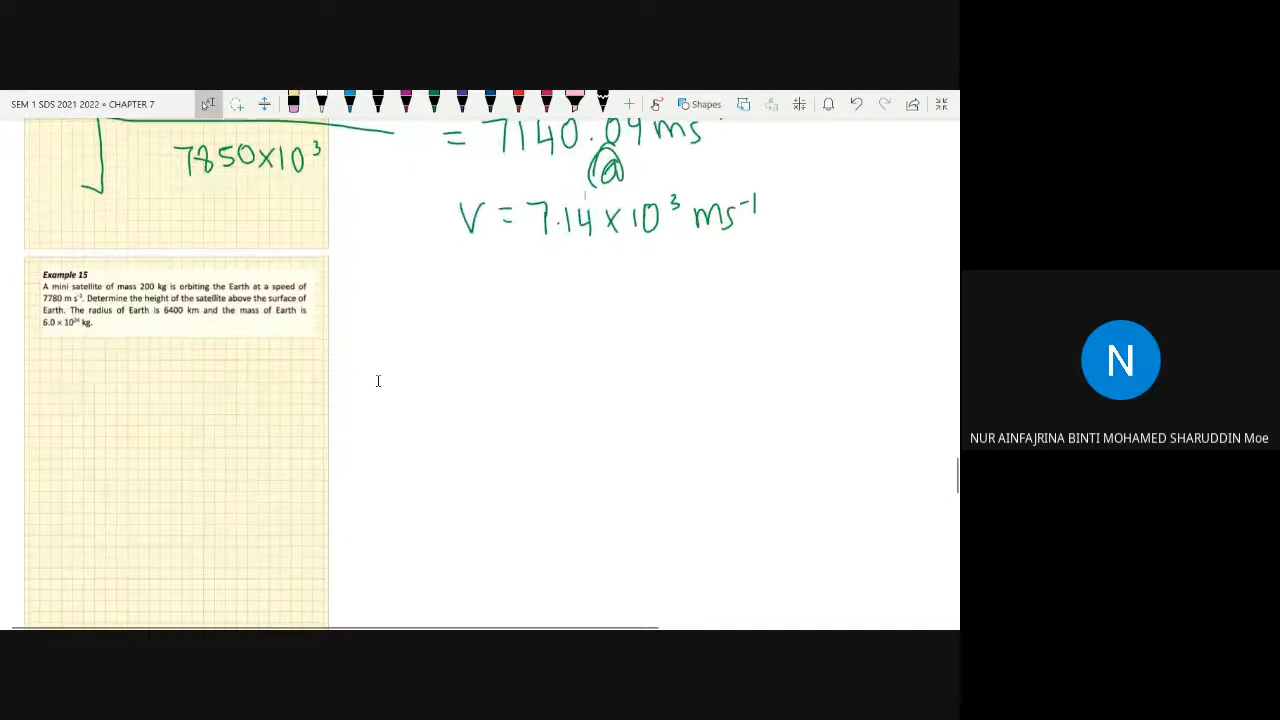 SEM 1 SDS 2021 2022 » CHAPTER 7
Shapes
= 7140.04 ms
7850x10³
@
V = 7.14 x 10³ ms⁻¹
Example 15
A mini satellite of mass 200 kg is orbiting the Earth at a speed of
7780 m s⁻¹. Determine the height of the satellite above the surface of
Earth. The radius of Earth is 6400 km and the mass of Earth is
6.0 x 10²⁴ kg.
N
NUR AINFAJRINA BINTI MOHAMED SHARUDDIN Moe